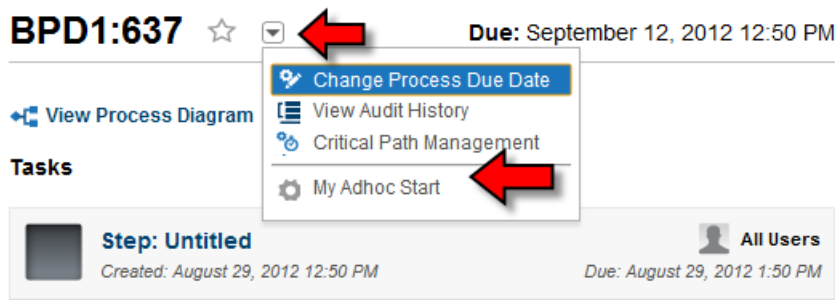 BPD1:637 Due: September 12, 2012 12:50 PM
Change Process Due Date
View Process Diagram View Audit History
Critical Path Management
Tasks
My Adhoc Start
Step: Untitled All Users
Created: August 29, 2012 12:50 PM Due: August 29, 2012 1:50 PM